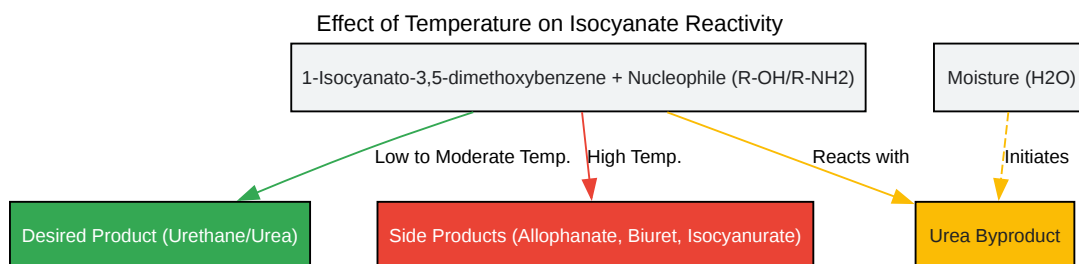 Effect of Temperature on Isocyanate Reactivity
1-Isocyanato-3,5-dimethoxybenzene + Nucleophile (R-OH/R-NH2)
Moisture (H2O)
Low to Moderate Temp.
High Temp.
Reacts with
Initiates
Desired Product (Urethane/Urea)
Side Products (Allophanate, Biuret, Isocyanurate)
Urea Byproduct